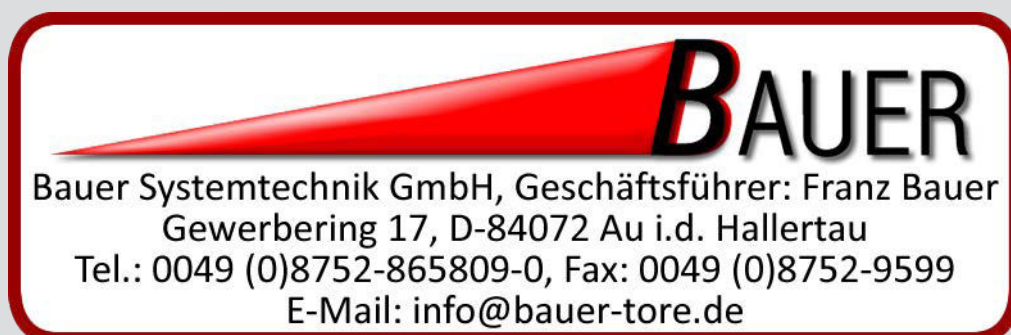 BAUER
Bauer Systemtechnik GmbH, Geschäftsführer: Franz Bauer
Gewerbering 17, D-84072 Au i.d. Hallertau
Tel.: 0049 (0)8752-865809-0, Fax: 0049 (0)8752-9599
E-Mail: info@bauer-tore.de